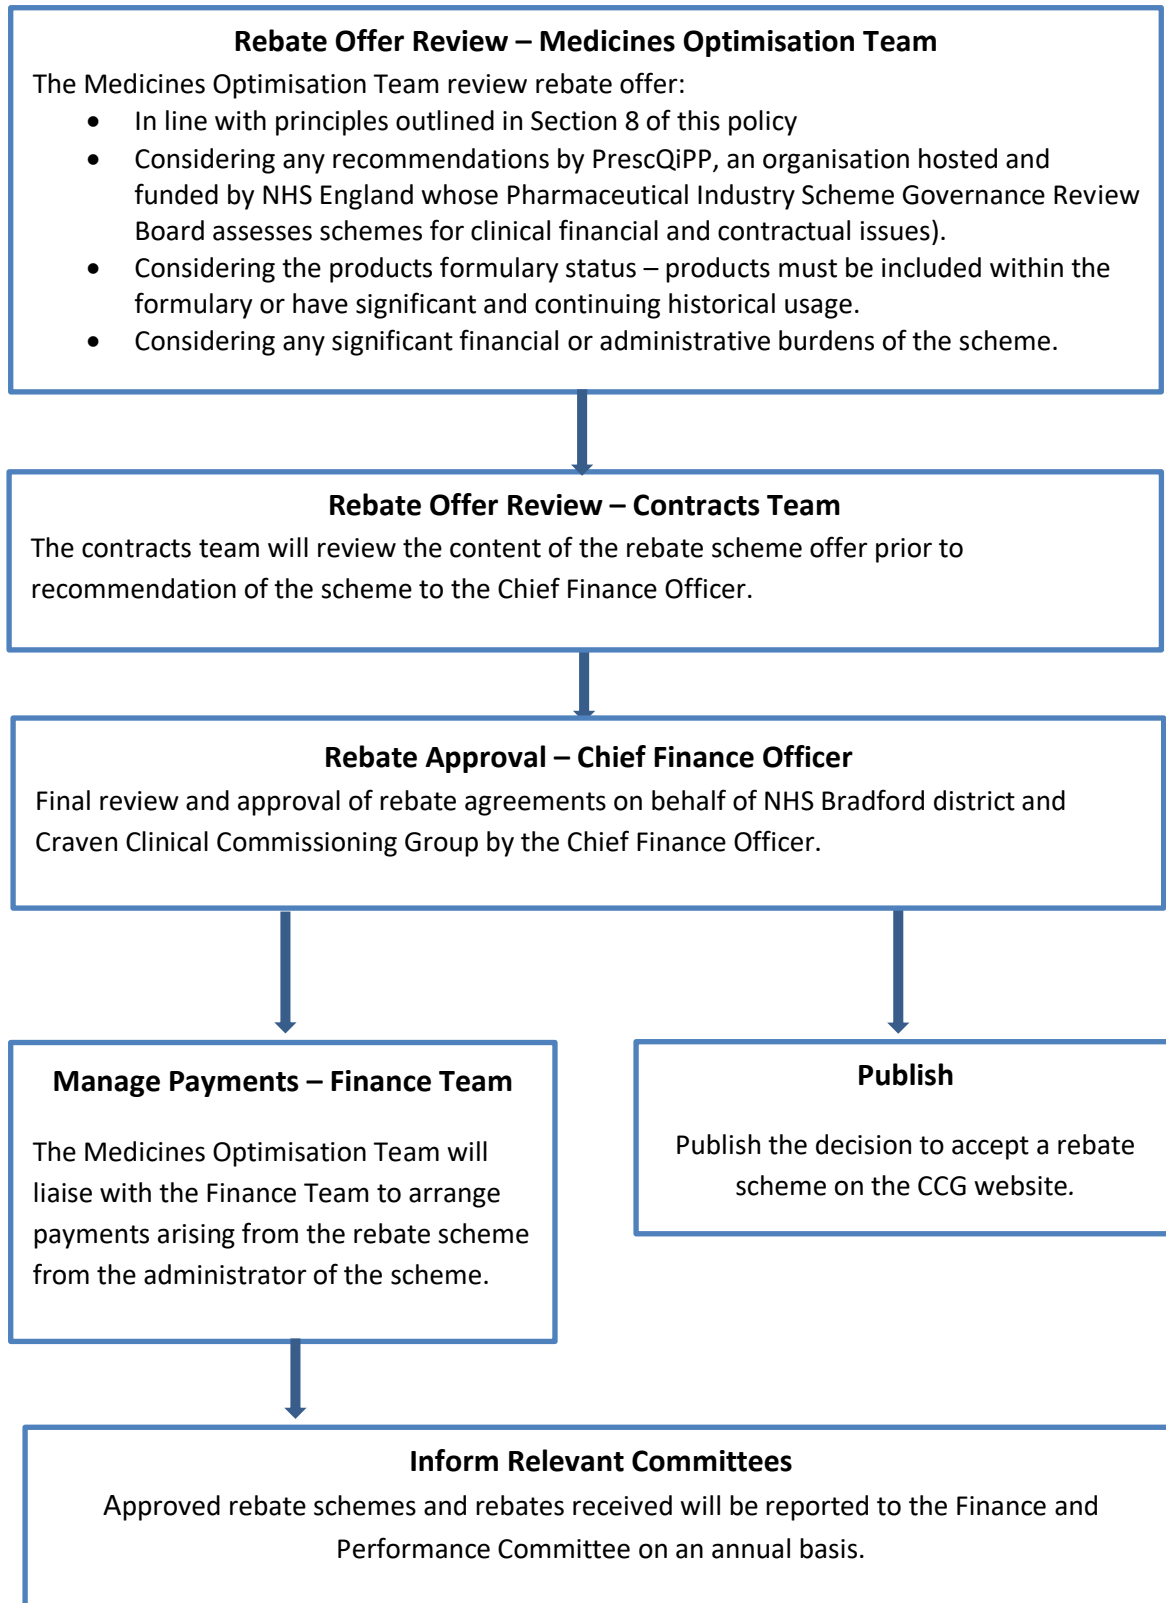 Rebate Offer Review – Medicines Optimisation Team
The Medicines Optimisation Team review rebate offer:
• In line with principles outlined in Section 8 of this policy
• Considering any recommendations by PrescQiPP, an organisation hosted and
funded by NHS England whose Pharmaceutical Industry Scheme Governance Review
Board assesses schemes for clinical financial and contractual issues).
• Considering the products formulary status – products must be included within the
formulary or have significant and continuing historical usage.
• Considering any significant financial or administrative burdens of the scheme.
Rebate Offer Review – Contracts Team
The contracts team will review the content of the rebate scheme offer prior to
recommendation of the scheme to the Chief Finance Officer.
Rebate Approval – Chief Finance Officer
Final review and approval of rebate agreements on behalf of NHS Bradford district and
Craven Clinical Commissioning Group by the Chief Finance Officer.
Manage Payments – Finance Team
The Medicines Optimisation Team will
liaise with the Finance Team to arrange
payments arising from the rebate scheme
from the administrator of the scheme.
Publish
Publish the decision to accept a rebate
scheme on the CCG website.
Inform Relevant Committees
Approved rebate schemes and rebates received will be reported to the Finance and
Performance Committee on an annual basis.